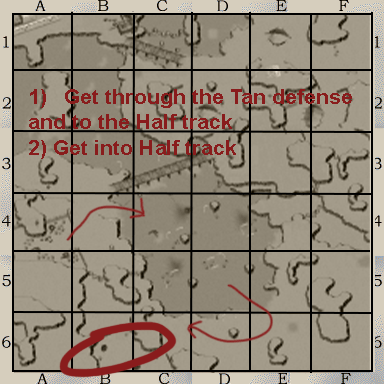 A B C D E F
1 1
1) Get through the Tan defense
2 2
and to the Half track
2) Get into Half track
3 3
4 4
5 5
6 6
A B C D E F